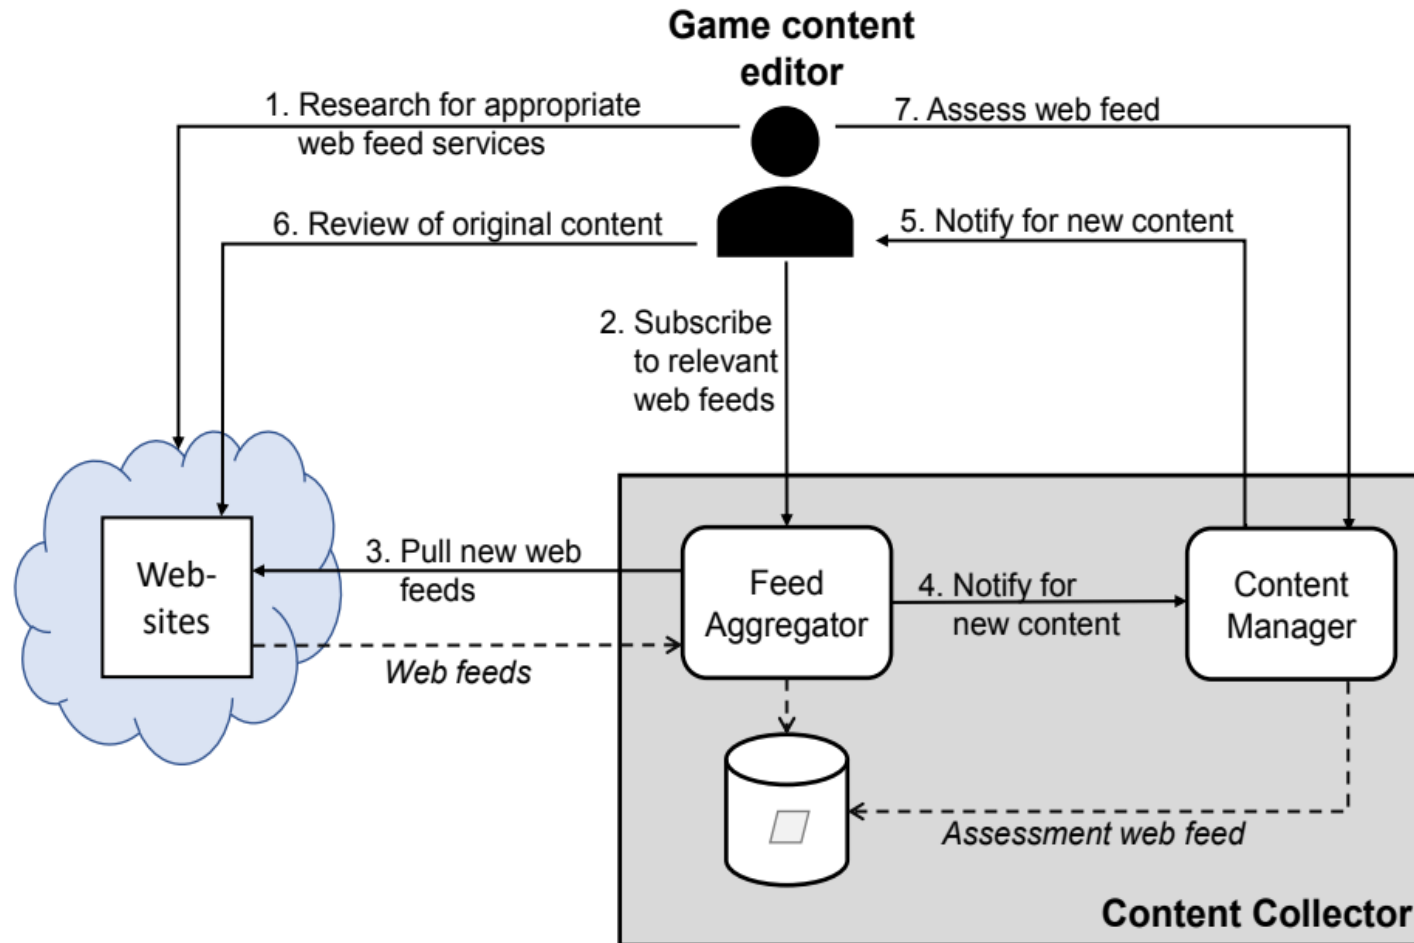 Game content
editor
1. Research for appropriate
web feed services
7. Assess web feed
6. Review of original content
5. Notify for new content
2. Subscribe
to relevant
web feeds
3. Pull new web
feeds
Web-
sites
Web feeds
Feed
Aggregator
4. Notify for
new content
Content
Manager
Assessment web feed
Content Collector